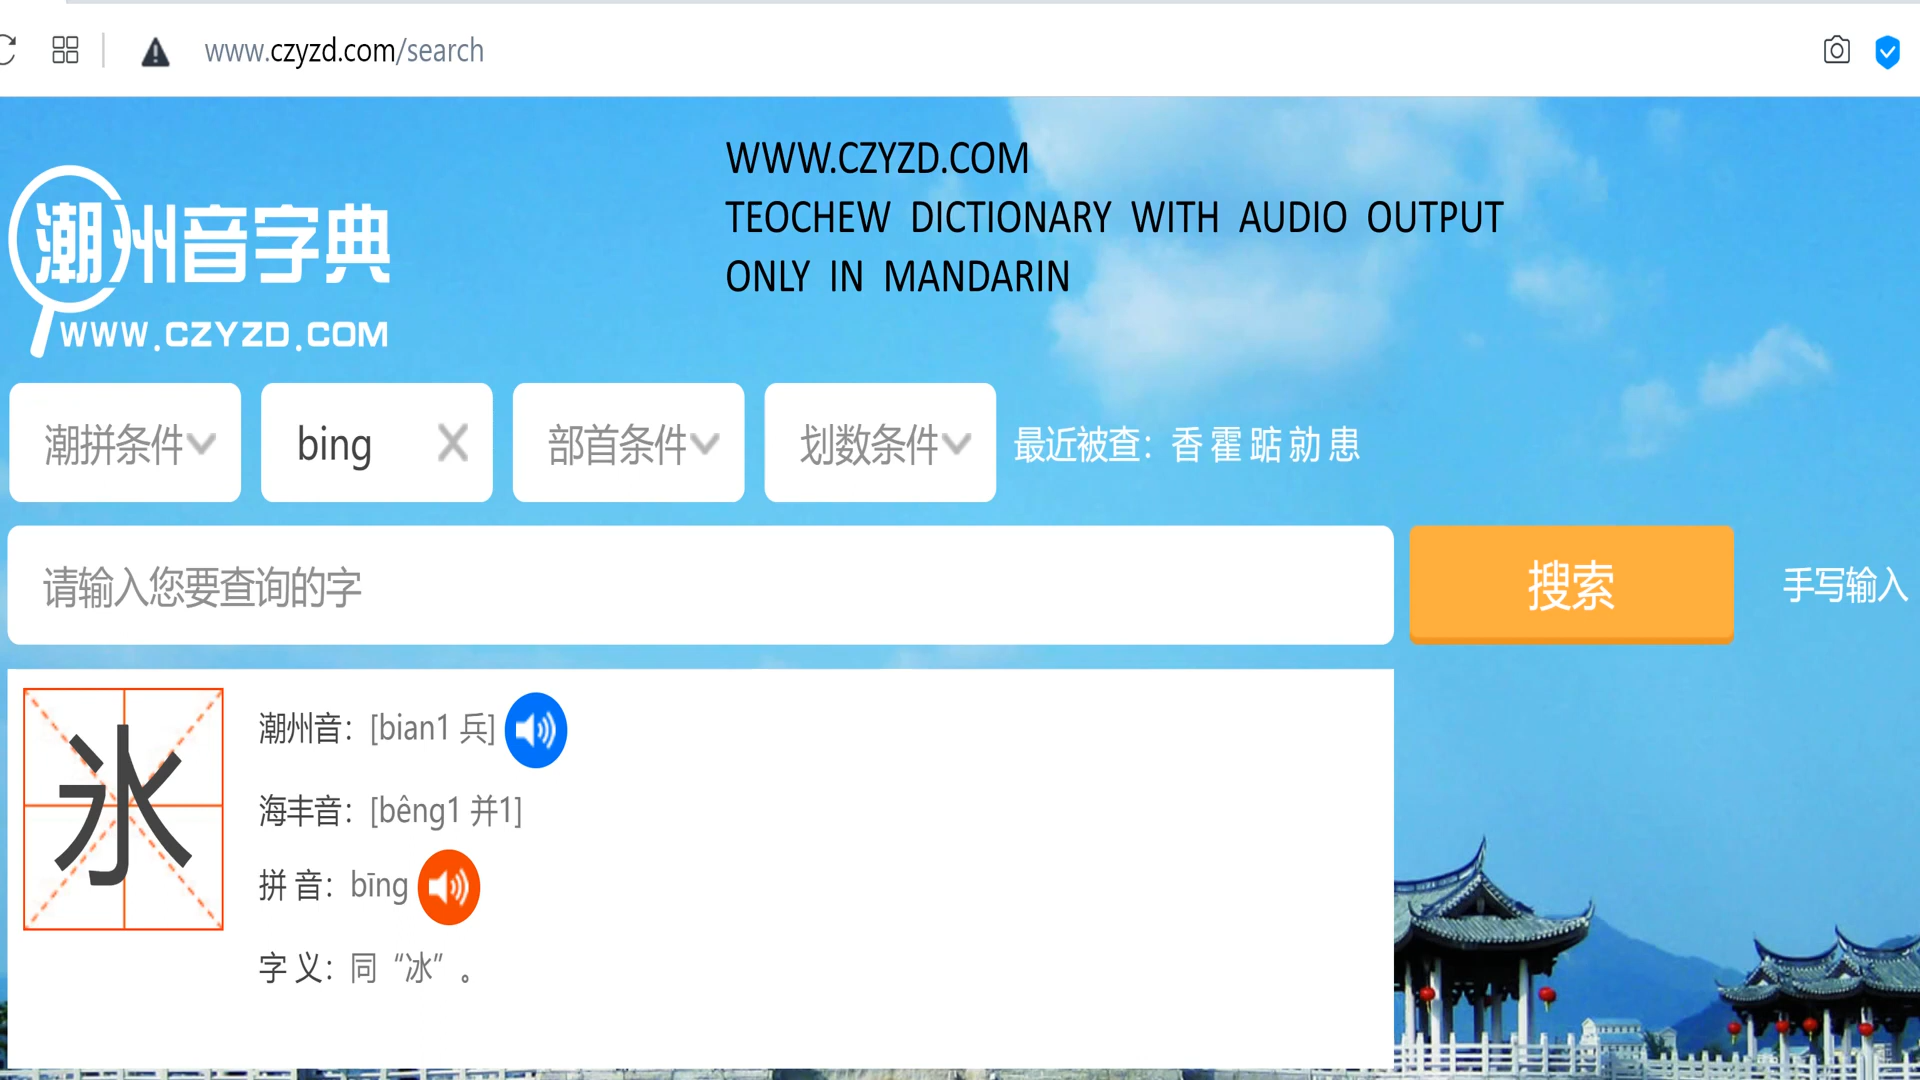 www.czyzd.com/search
WWW.CZYZD.COM
TEOCHEW DICTIONARY WITH AUDIO OUTPUT
ONLY IN MANDARIN
潮州音字典
WWW.CZYZD.COM
潮拼条件
bing
部首条件
划数条件
最近被查：香 霍 踮 勍 患
请输入您要查询的字
搜索
手写输入
氷
潮州音：[bian1 兵]
海丰音：[bêng1 并1]
拼 音：bīng
字 义：同“冰”。